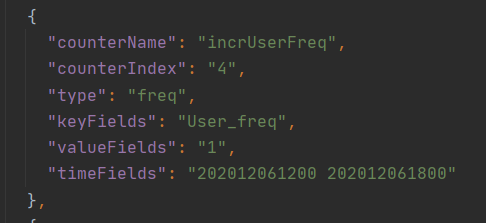 {
"counterName": "incrUserFreq",
"counterIndex": "4",
"type": "freq",
"keyFields": "User_freq",
"valueFields": "1",
"timeFields": "202012061200 202012061800"
},